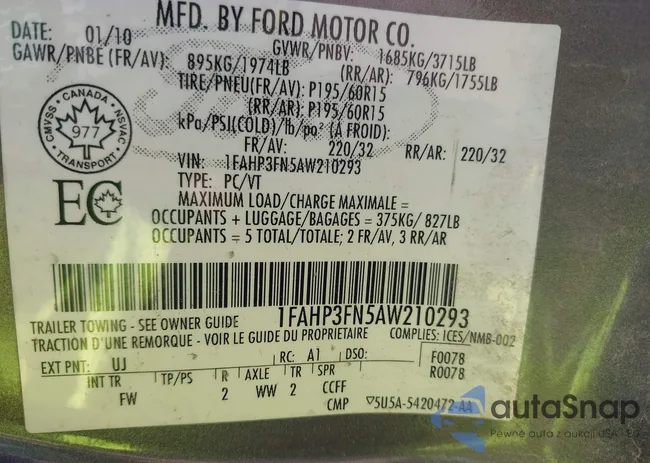 MFD. BY FORD MOTOR CO.
DATE: 01/10 GVWR/PNBV: 1685KG/3715LB
GAWR/PNBE (FR/AV): 895KG/1974LB (RR/AR): 796KG/1755LB
TIRE/PNEU(FR/AV): P195/60R15
(RR/AR): P195/60R15
kPa/PSI(COLD)/lb/po² (À FROID):
FR/AV: 220/32 RR/AR: 220/32
VIN: 1FAHP3FN5AW210293
TYPE: PC/VT
MAXIMUM LOAD/CHARGE MAXIMALE =
OCCUPANTS + LUGGAGE/BAGAGES = 375KG/ 827LB
OCCUPANTS = 5 TOTAL/TOTALE; 2 FR/AV, 3 RR/AR
CANADA
CMVSS 977 NSVAC
TRANSPORT
EC
1FAHP3FN5AW210293
TRAILER TOWING - SEE OWNER GUIDE
TRACTION D'UNE REMORQUE - VOIR LE GUIDE DU PROPRIETAIRE COMPLIES: ICES/NMB-002
EXT PNT: UJ RC: A1 DSO: F0078
R0078
INT TR TP/PS R AXLE TR SPR
FW 2 WW 2 CCFF
CMP ▽5U5A-5420472-AA
autaSnap
Pewne auta z aukcji USA i EU